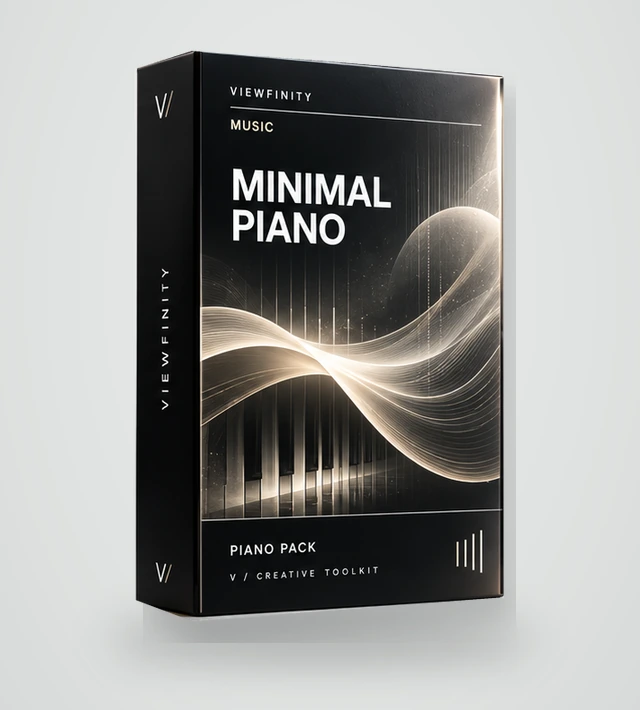 V/
VIEWFINITY
V/
VIEWFINITY
MUSIC
MINIMAL
PIANO
PIANO PACK
V / CREATIVE TOOLKIT